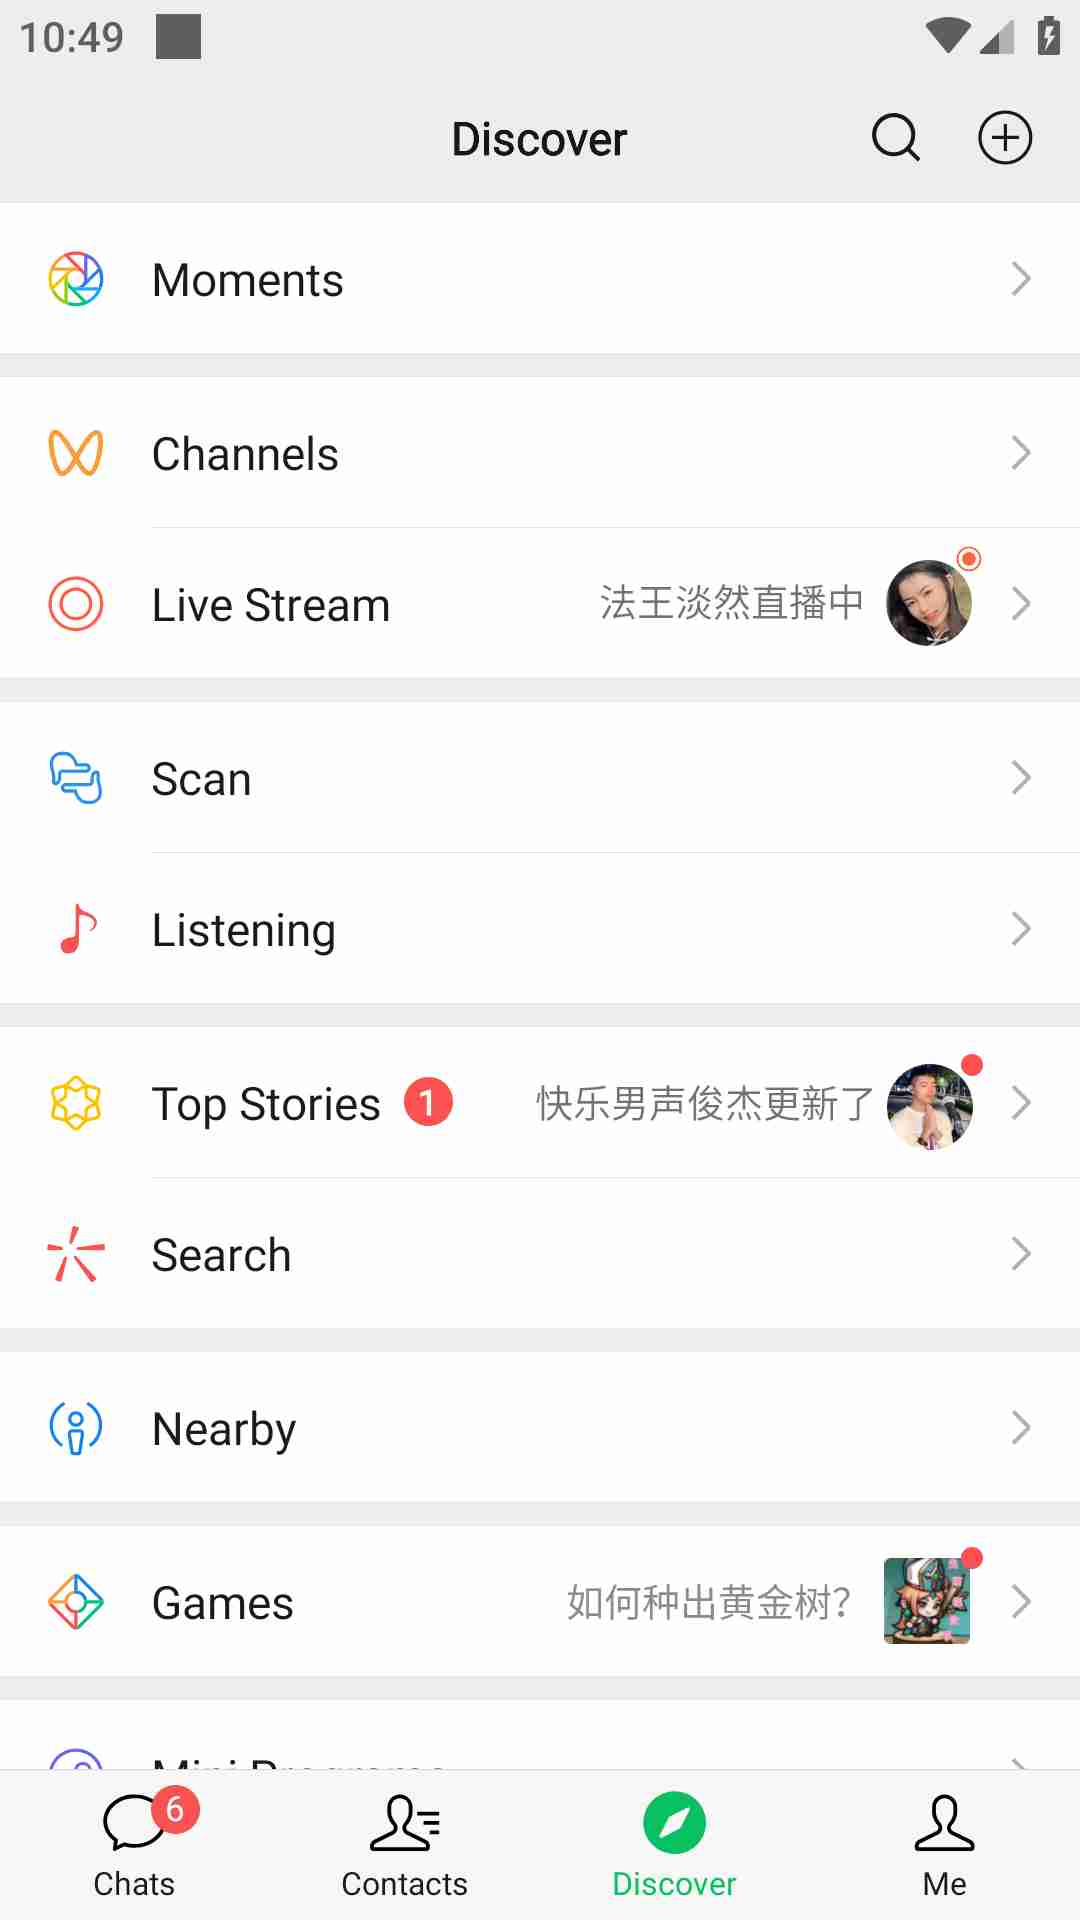 10:49
Discover
Moments
Channels
Live Stream 法王淡然直播中
Scan
Listening
Top Stories 1 快乐男声俊杰更新了
Search
Nearby
Games 如何种出黄金树？
Mini Programs
6
Chats Contacts Discover Me